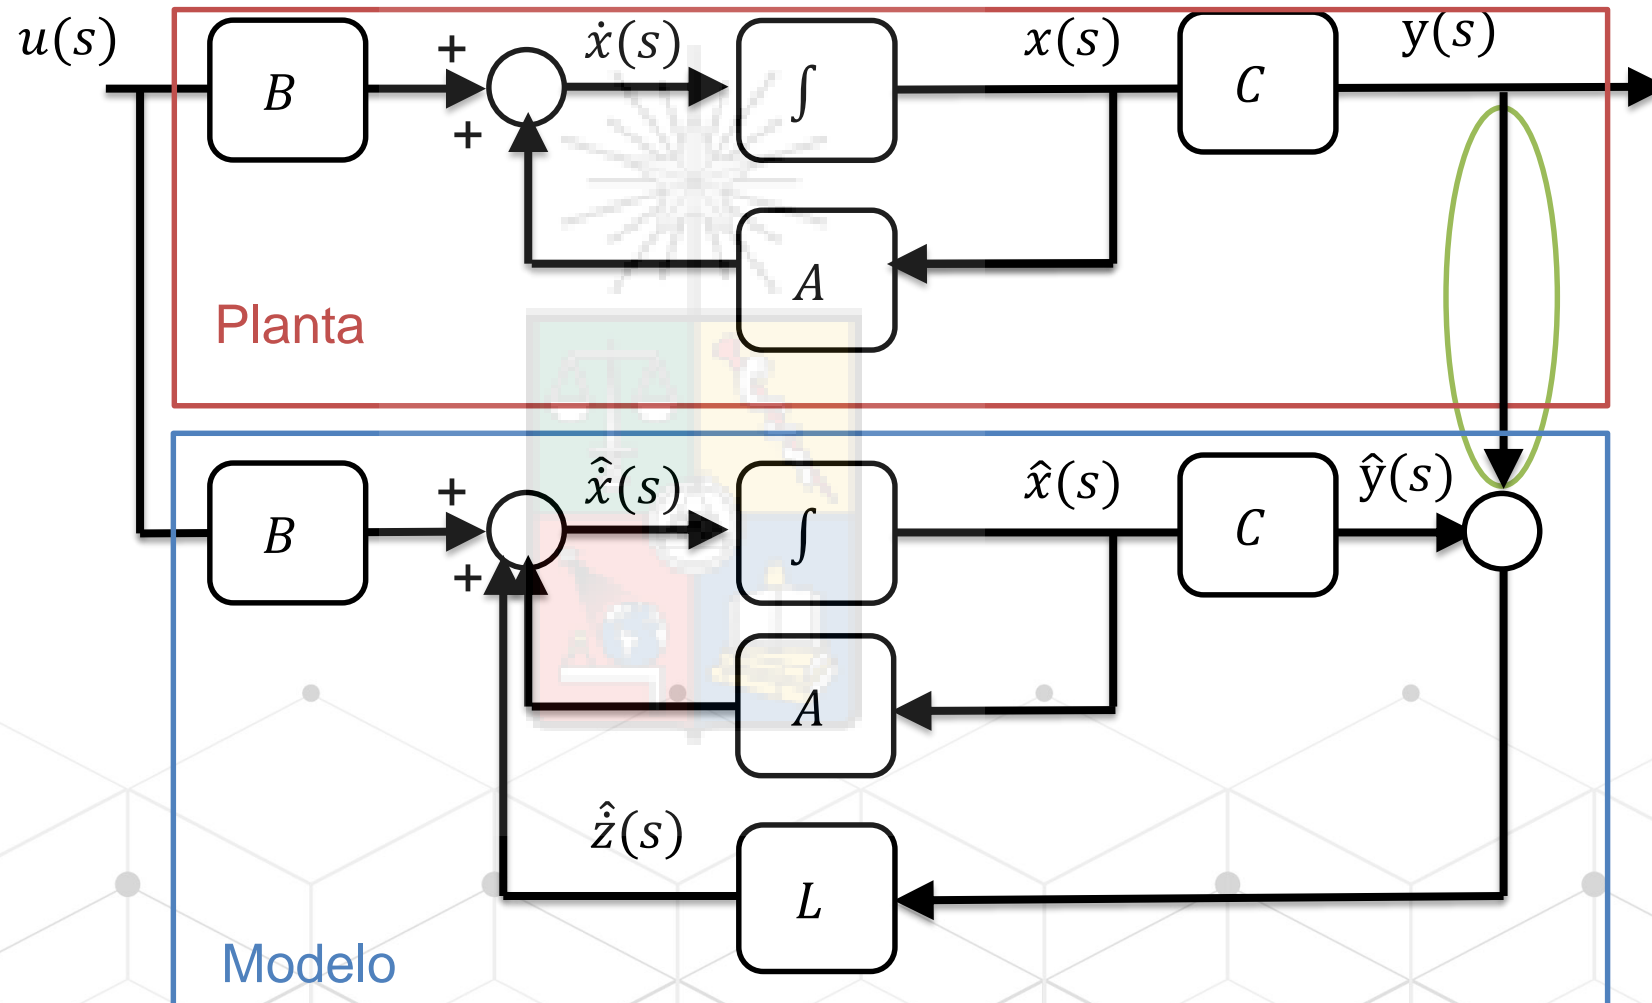 u(s)
B
+
+
ẋ(s)
∫
x(s)
C
y(s)
A
Planta
B
+
+
ẋ̂(s)
∫
x̂(s)
C
ŷ(s)
A
ż̂(s)
L
Modelo